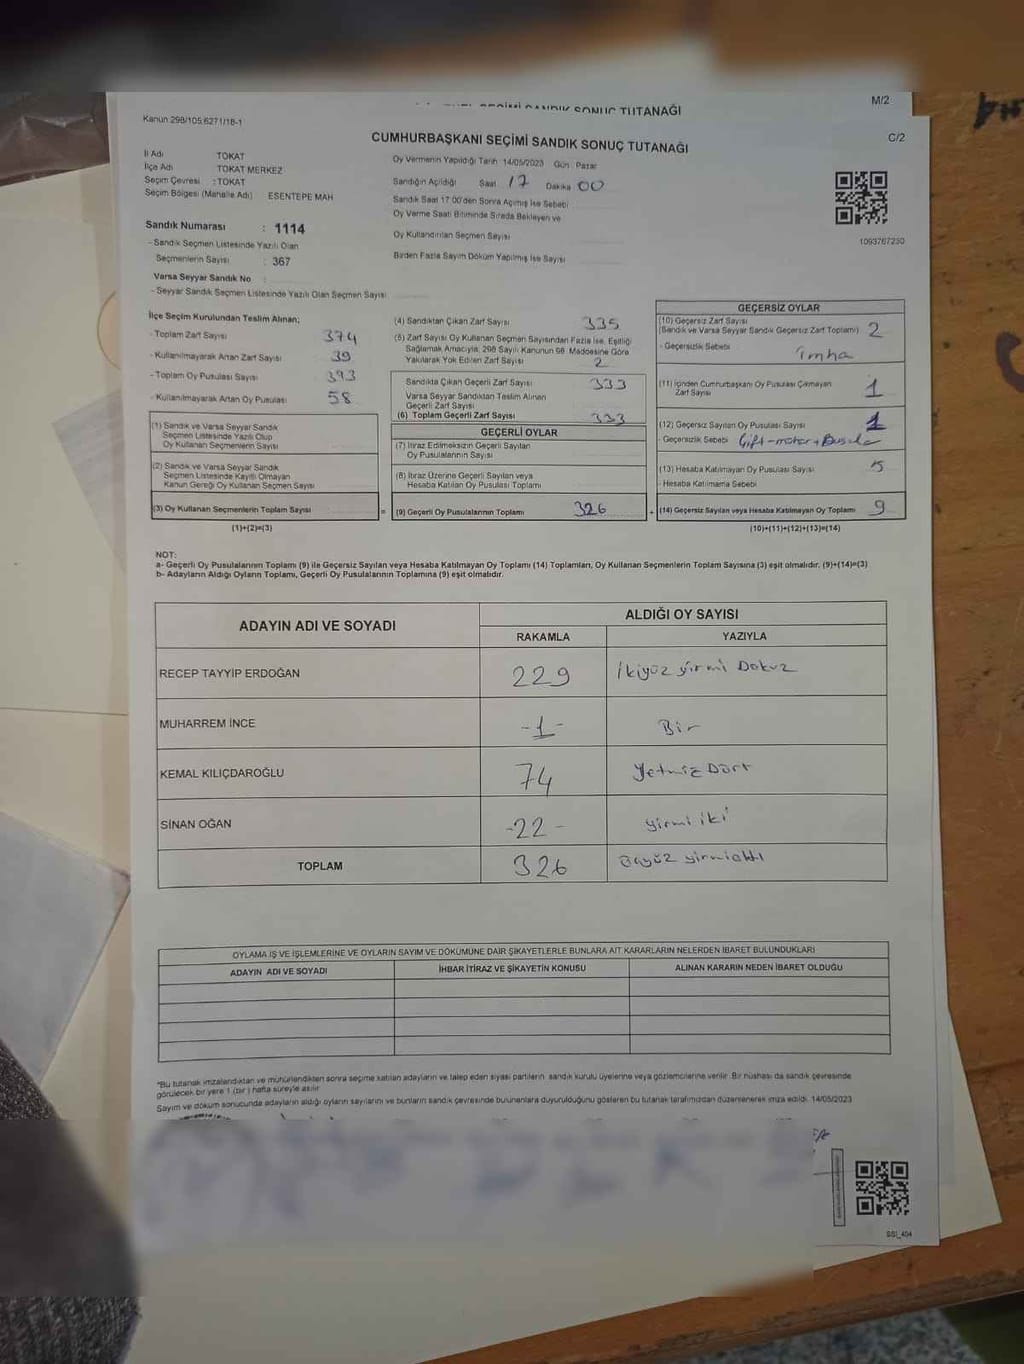 SANDIK SONUÇ TUTANAĞI
M/2
Kanun 298/105,6271/18-1
C/2
CUMHURBAŞKANI SEÇİMİ SANDIK SONUÇ TUTANAĞI
İl Adı TOKAT
İlçe Adı TOKAT MERKEZ
Seçim Çevresi : TOKAT
Seçim Bölgesi (Mahalle Adı) ESENTEPE MAH
Oy Vermenin Yapıldığı Tarih 14/05/2023 Gün Pazar
Sandığın Açıldığı Saat 17 Dakika 00
Sandık Saat 17:00'den Sonra Açılmış İse Sebebi
Oy Verme Saati Bitiminde Sırada Bekleyen ve
Oy Kullandırılan Seçmen Sayısı
Birden Fazla Sayım Döküm Yapılmış İse Sayısı
1093767230
Sandık Numarası : 1114
- Sandık Seçmen Listesinde Yazılı Olan
Seçmenlerin Sayısı : 367
Varsa Seyyar Sandık No
- Seyyar Sandık Seçmen Listesinde Yazılı Olan Seçmen Sayısı
İlçe Seçim Kurulundan Teslim Alınan;
- Toplam Zarf Sayısı 374
- Kullanılmayarak Artan Zarf Sayısı 39
- Toplam Oy Pusulası Sayısı 393
- Kullanılmayarak Artan Oy Pusulası 58
(1) Sandık ve Varsa Seyyar Sandık
Seçmen Listesinde Yazılı Olup
Oy Kullanan Seçmenlerin Sayısı
(2) Sandık ve Varsa Seyyar Sandık
Seçmen Listesinde Kayıtlı Olmayan
Kanun Gereği Oy Kullanan Seçmen Sayısı
(3) Oy Kullanan Seçmenlerin Toplam Sayısı
(1)+(2)=(3)
=
(4) Sandıktan Çıkan Zarf Sayısı 335
(5) Zarf Sayısı Oy Kullanan Seçmen Sayısından Fazla İse, Eşitliği
Sağlamak Amacıyla, 298 Sayılı Kanunun 98. Maddesine Göre
Yakılarak Yok Edilen Zarf Sayısı 2
Sandıkta Çıkan Geçerli Zarf Sayısı 333
Varsa Seyyar Sandıktan Teslim Alınan
Geçerli Zarf Sayısı
(6) Toplam Geçerli Zarf Sayısı 333
GEÇERLİ OYLAR
(7) İtiraz Edilmeksizin Geçerli Sayılan
Oy Pusulalarının Sayısı
(8) İtiraz Üzerine Geçerli Sayılan veya
Hesaba Katılan Oy Pusulası Toplamı
(9) Geçerli Oy Pusulalarının Toplamı 326
+
GEÇERSİZ OYLAR
(10) Geçersiz Zarf Sayısı
(Sandık ve Varsa Seyyar Sandık Geçersiz Zarf Toplamı) 2
- Geçersizlik Sebebi imha
(11) İçinden Cumhurbaşkanı Oy Pusulası Çıkmayan
Zarf Sayısı 1
(12) Geçersiz Sayılan Oy Pusulası Sayısı 1
- Geçersizlik Sebebi Çift-mühür+Pusula
(13) Hesaba Katılmayan Oy Pusulası Sayısı 5
- Hesaba Katılmama Sebebi
(14) Geçersiz Sayılan veya Hesaba Katılmayan Oy Toplamı 9
(10)+(11)+(12)+(13)=(14)
NOT:
a- Geçerli Oy Pusulalarının Toplamı (9) ile Geçersiz Sayılan veya Hesaba Katılmayan Oy Toplamı (14) Toplamları, Oy Kullanan Seçmenlerin Toplam Sayısına (3) eşit olmalıdır. (9)+(14)=(3)
b- Adayların Aldığı Oyların Toplamı, Geçerli Oy Pusulalarının Toplamına (9) eşit olmalıdır.
ADAYIN ADI VE SOYADI ALDIĞI OY SAYISI
RAKAMLA YAZIYLA
RECEP TAYYİP ERDOĞAN 229 İkiyüz yirmi Dokuz
MUHARREM İNCE -1- Bir
KEMAL KILIÇDAROĞLU 74 Yetmiş Dört
SİNAN OĞAN -22- yirmi iki
TOPLAM 326 Üçyüz yirmialtı
OYLAMA İŞ VE İŞLEMLERİNE VE OYLARIN SAYIM VE DÖKÜMÜNE DAİR ŞİKAYETLERLE BUNLARA AİT KARARLARIN NELERDEN İBARET BULUNDUKLARI
ADAYIN ADI VE SOYADI İHBAR İTİRAZ VE ŞİKAYETİN KONUSU ALINAN KARARIN NEDEN İBARET OLDUĞU
*Bu tutanak imzalandıktan ve mühürlendikten sonra seçime katılan adayların ve talep eden siyasi partilerin sandık kurulu üyelerine veya gözlemcilerine verilir. Bir nüshası da sandık çevresinde
görülecek bir yere 1 (bir) hafta süreyle asılır.
Sayım ve döküm sonucunda adayların aldığı oyların sayılarını ve bunların sandık çevresinde bulunanlara duyurulduğunu gösteren bu tutanak tarafımızdan düzenlenerek imza edildi. 14/05/2023
SSI_404